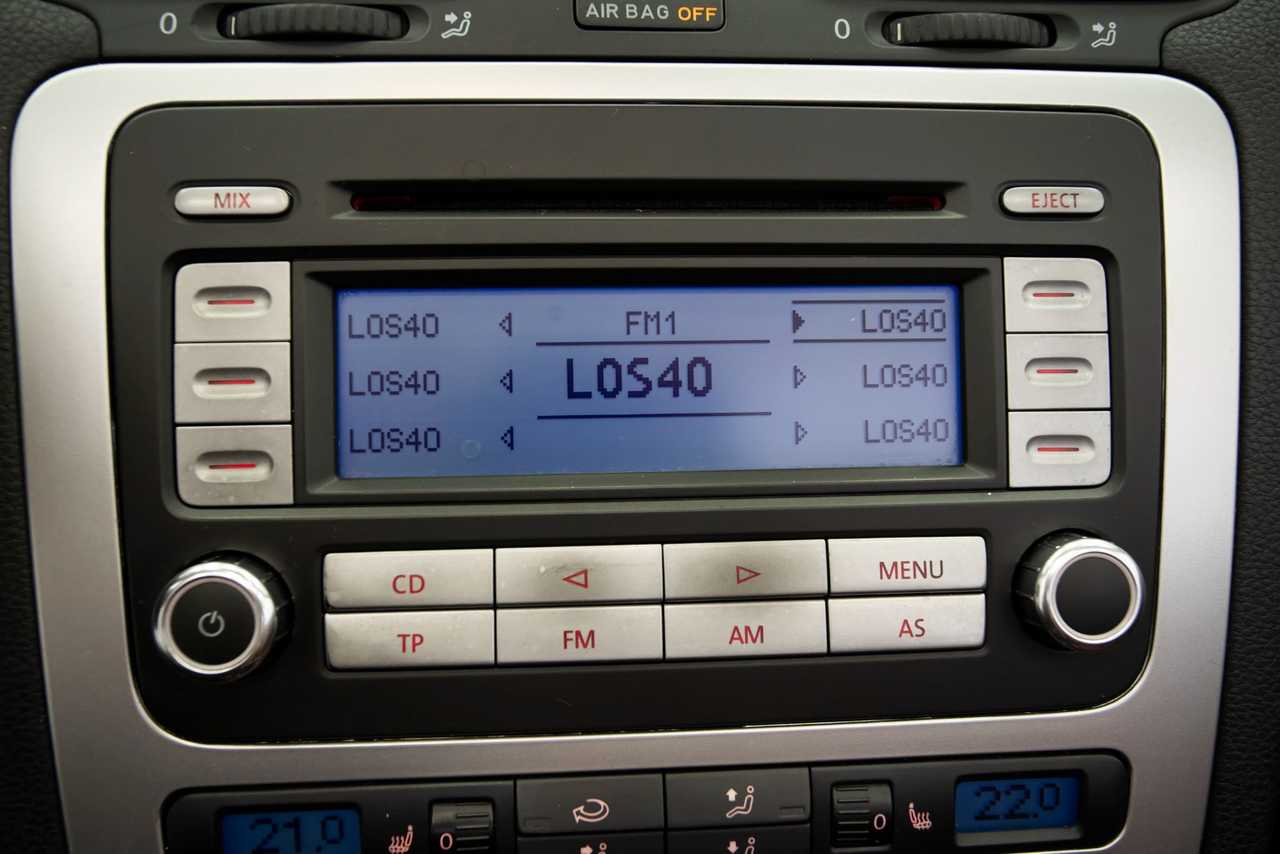 0 AIR BAG OFF 0
MIX EJECT
LOS40 FM1 LOS40
LOS40 LOS40 LOS40
LOS40 LOS40
CD MENU
TP FM AM AS
21.0 0 0 22.0